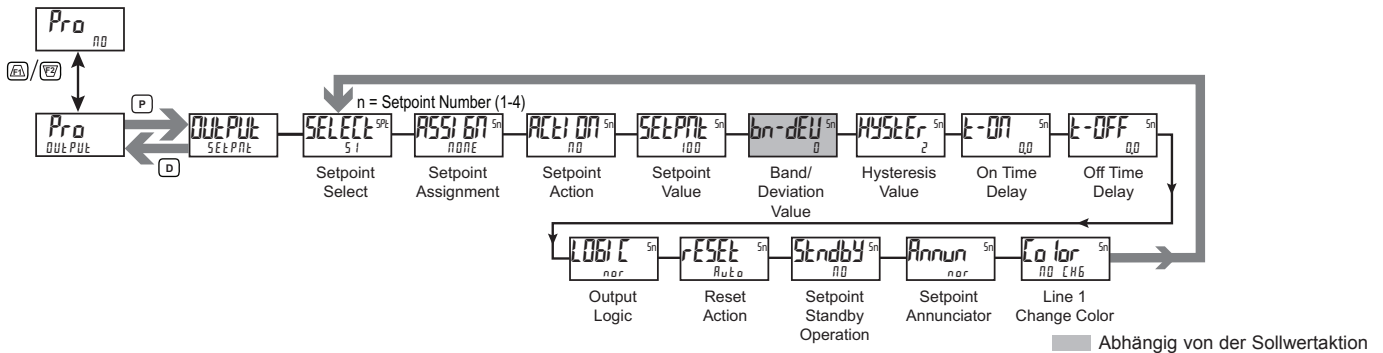 Pro
NO
F1/F2
n = Setpoint Number (1-4)
P
Pro
OUtPUt
D
OUtPUt
SEtPNt
SELECt SPt
S1
ASSIGN Sn
NONE
ACtION Sn
NO
SEtPNt Sn
100
bn-dEV Sn
0
HYStEr Sn
2
t-ON Sn
0,0
t-OFF Sn
0,0
Setpoint
Select
Setpoint
Assignment
Setpoint
Action
Setpoint
Value
Band/
Deviation
Value
Hysteresis
Value
On Time
Delay
Off Time
Delay
LOGIC Sn
nor
rESEt Sn
Auto
StndbY Sn
NO
Annun Sn
nor
Color Sn
NO CHG
Output
Logic
Reset
Action
Setpoint
Standby
Operation
Setpoint
Annunciator
Line 1
Change Color
Abhängig von der Sollwertaktion